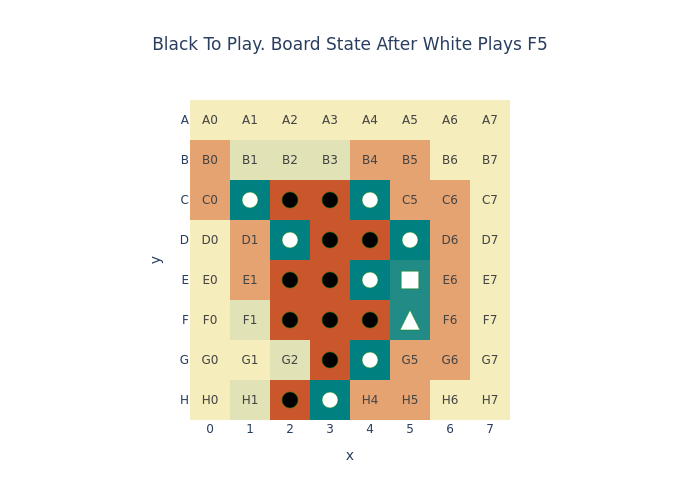 Black To Play. Board State After White Plays F5
A A0 A1 A2 A3 A4 A5 A6 A7
B B0 B1 B2 B3 B4 B5 B6 B7
C C0 C5 C6 C7
D D0 D1 D6 D7
E E0 E1 E6 E7
F F0 F1 F6 F7
G G0 G1 G2 G5 G6 G7
H H0 H1 H4 H5 H6 H7
0 1 2 3 4 5 6 7
x
y